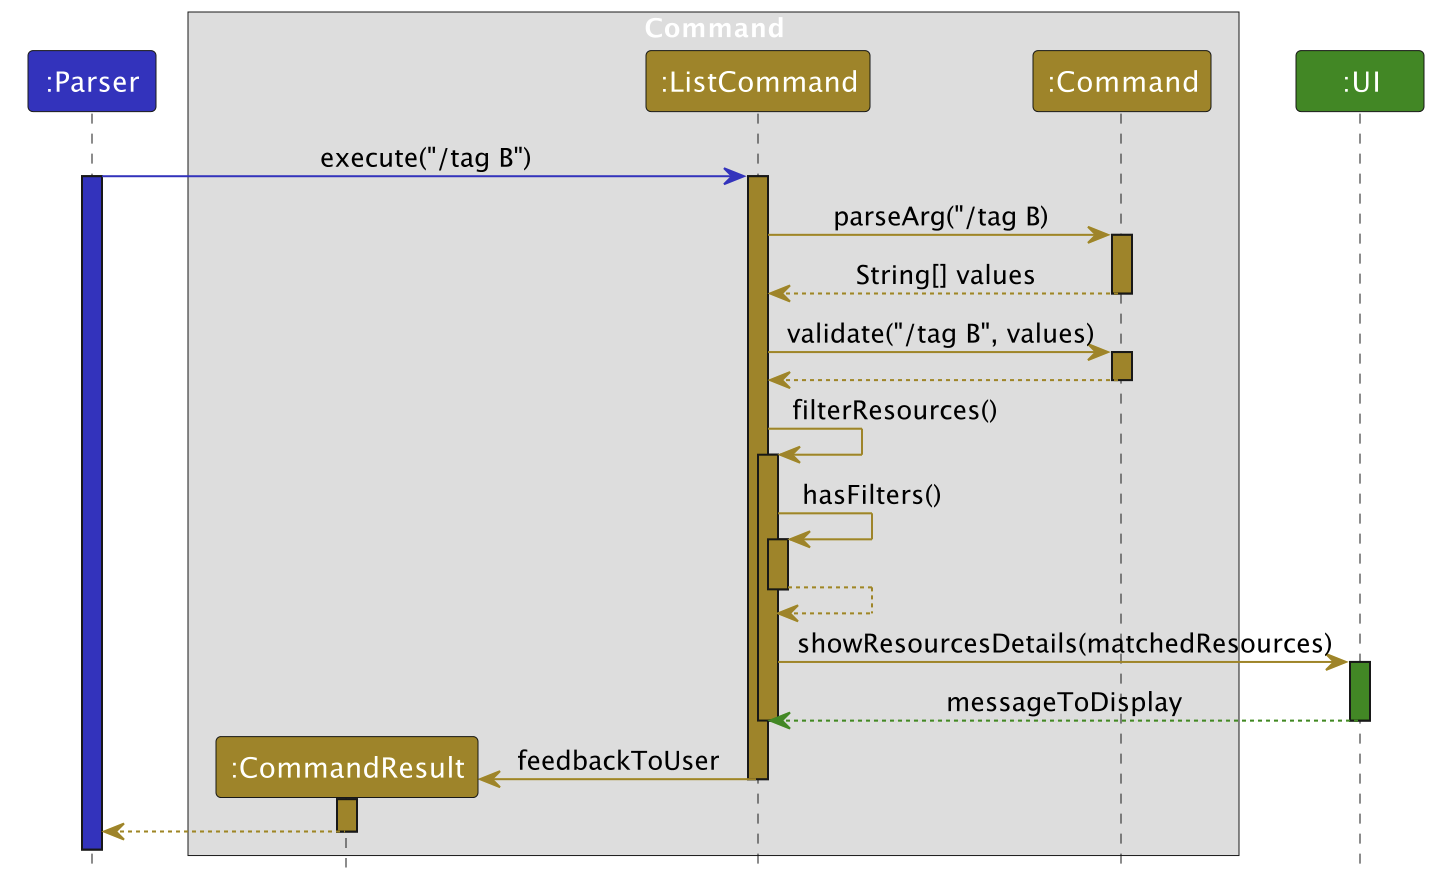 Command
:Parser
:ListCommand
:Command
:UI
execute("/tag B")
parseArg("/tag B)
String[] values
validate("/tag B", values)
filterResources()
hasFilters()
showResourcesDetails(matchedResources)
messageToDisplay
feedbackToUser
:CommandResult